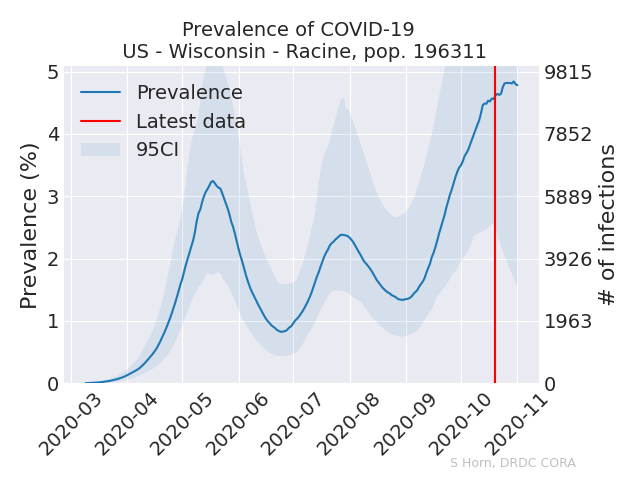 Prevalence of COVID-19
US - Wisconsin - Racine, pop. 196311
Prevalence
Latest data
95CI
Prevalence (%)
5
4
3
2
1
0
9815
7852
5889
3926
1963
0
# of infections
2020-03
2020-04
2020-05
2020-06
2020-07
2020-08
2020-09
2020-10
2020-11
S Horn, DRDC CORA